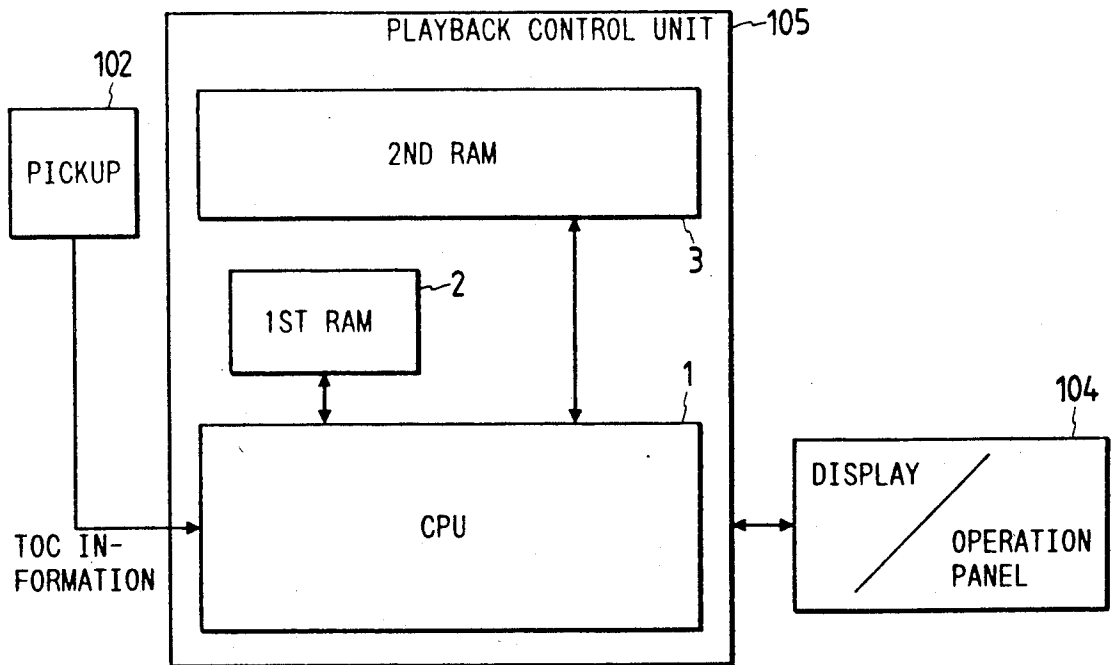 PLAYBACK CONTROL UNIT
105
102
PICKUP
2ND RAM
3
2
1ST RAM
1
CPU
TOC IN-
FORMATION
104
DISPLAY
OPERATION
PANEL